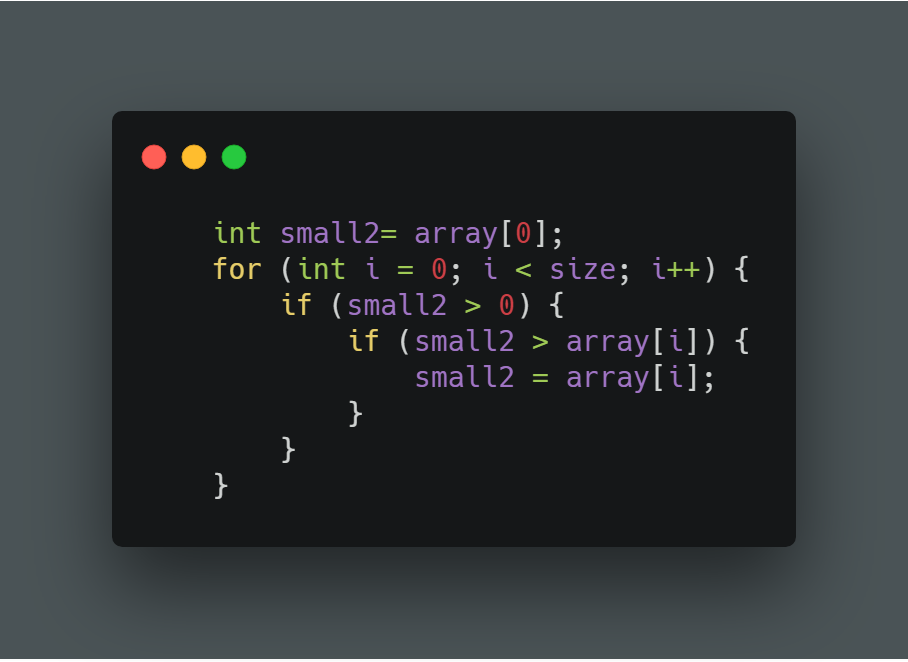 int small2= array[0];
for (int i = 0; i < size; i++) {
    if (small2 > 0) {
        if (small2 > array[i]) {
            small2 = array[i];
        }
    }
}